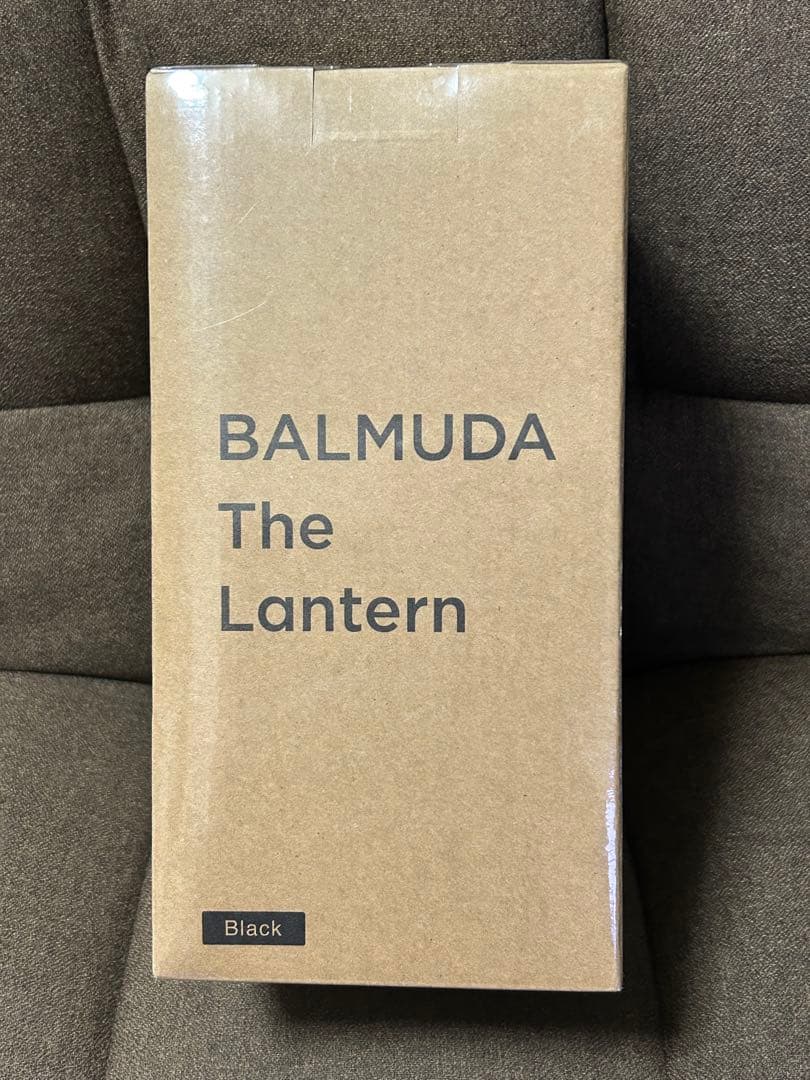 BALMUDA
The
Lantern
Black